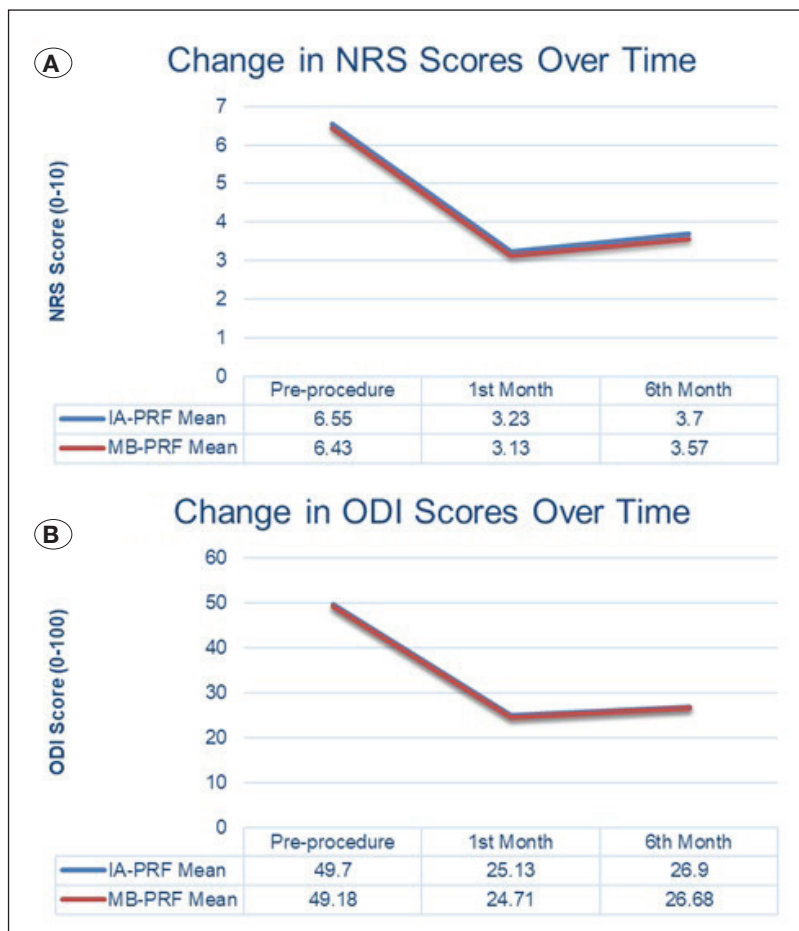 A
Change in NRS Scores Over Time
NRS Score (0-10)
7
6
5
4
3
2
1
0
Pre-procedure 1st Month 6th Month
IA-PRF Mean 6.55 3.23 3.7
MB-PRF Mean 6.43 3.13 3.57
B
Change in ODI Scores Over Time
ODI Score (0-100)
60
50
40
30
20
10
0
Pre-procedure 1st Month 6th Month
IA-PRF Mean 49.7 25.13 26.9
MB-PRF Mean 49.18 24.71 26.68